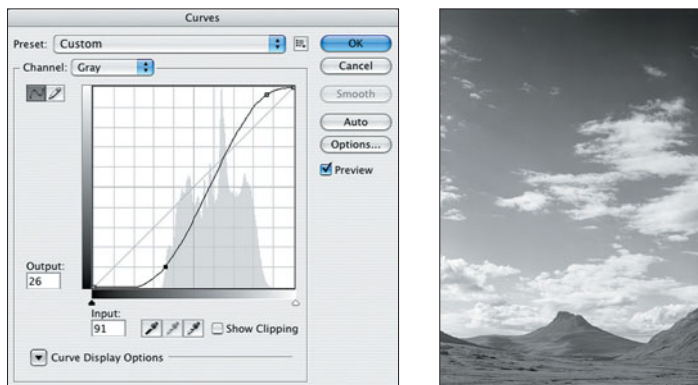 Curves
Preset: Custom
OK
Channel: Gray
Cancel
Smooth
Auto
Options...
Preview
Output:
26
Input:
91
Show Clipping
Curve Display Options